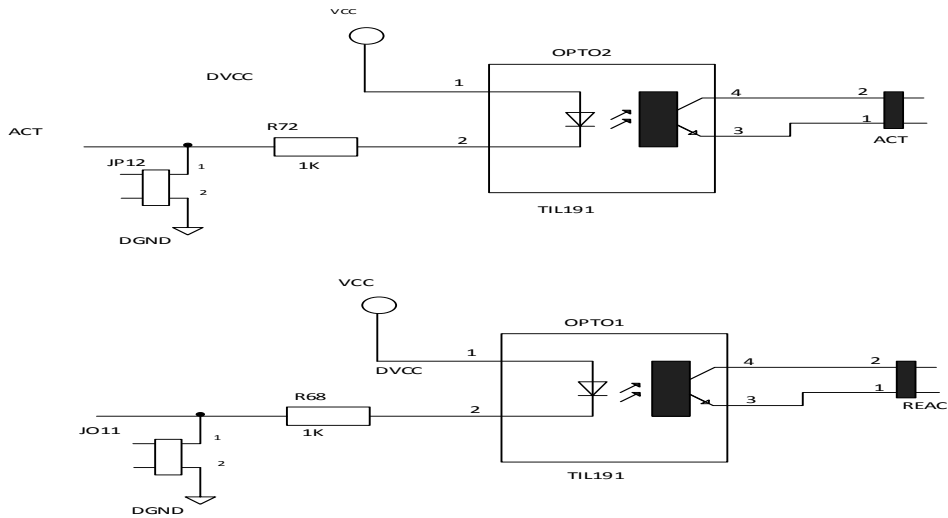 VCC
OPTO2
DVCC
1
4
2
ACT
R72
2
3
1
ACT
1K
JP12
1
2
TIL191
DGND
VCC
OPTO1
1
4
2
DVCC
R68
2
3
1
REAC
JO11
1K
1
2
TIL191
DGND